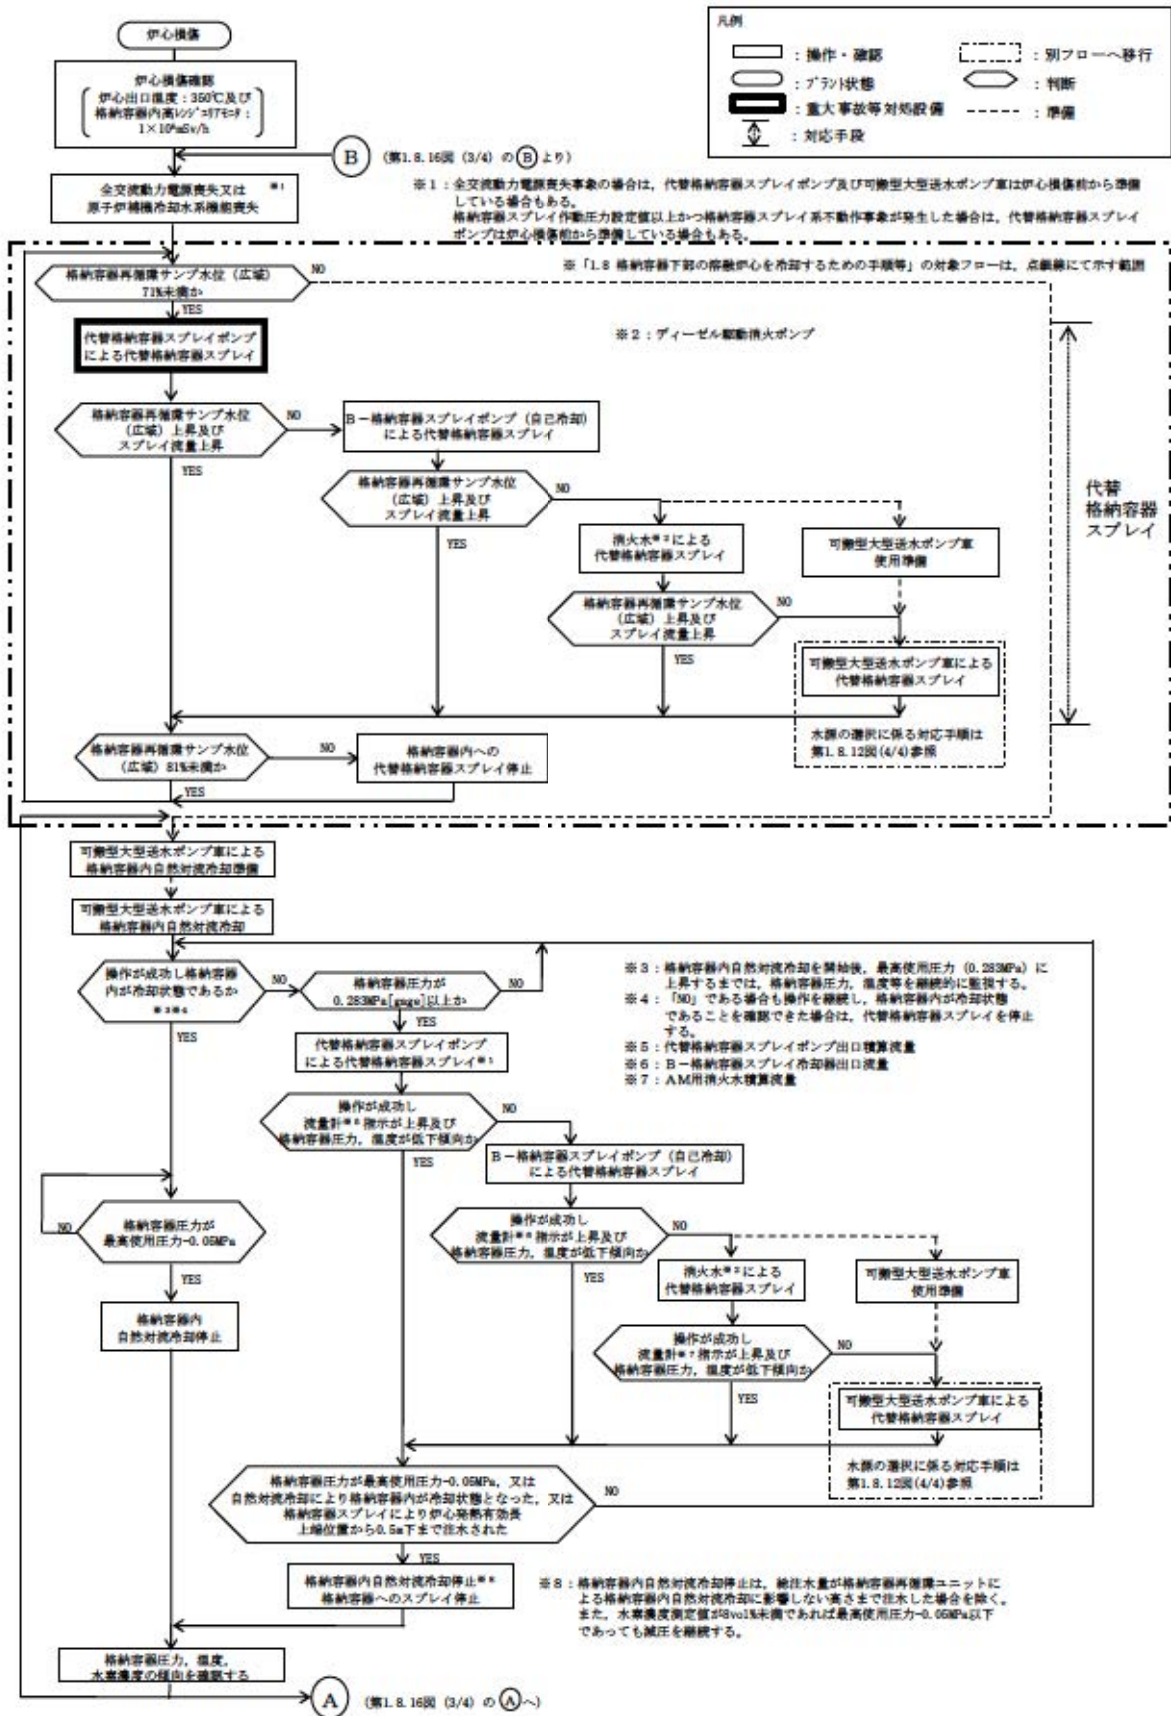 炉心損傷
炉心損傷確認
炉心出口温度：350℃及び
格納容器内高ﾚﾝｼﾞｴﾘｱﾓﾆﾀ：
mSv/h
凡例
：操作・確認
：別フローへ移行
：ﾌﾟﾗﾝﾄ状態
：判断
：重大事故等対処設備
：準備
：対応手段
B （第1.8.16図（3/4）のBより）
全交流動力電源喪失又は ※1
原子炉補機冷却水系機能喪失
※1：全交流動力電源喪失事象の場合は，代替格納容器スプレイポンプ及び可搬型大型送水ポンプ車は炉心損傷前から準備
している場合もある。
格納容器スプレイ作動圧力設定値以上かつ格納容器スプレイ系不動作事象が発生した場合は，代替格納容器スプレイ
ポンプは炉心損傷前から準備している場合もある。
※「1.8 格納容器下部の溶融炉心を冷却するための手順等」の対象フローは，点鎖線にて示す範囲
格納容器再循環サンプ水位（広域）
71%未満か
NO
YES
代替格納容器スプレイポンプ
による代替格納容器スプレイ
※2：ディーゼル駆動消火ポンプ
格納容器再循環サンプ水位
（広域）上昇及び
スプレイ流量上昇
NO
YES
B－格納容器スプレイポンプ（自己冷却）
による代替格納容器スプレイ
格納容器再循環サンプ水位
（広域）上昇及び
スプレイ流量上昇
NO
YES
代替
格納容器
スプレイ
消火水※2による
代替格納容器スプレイ
可搬型大型送水ポンプ車
使用準備
格納容器再循環サンプ水位
（広域）上昇及び
スプレイ流量上昇
NO
YES
可搬型大型送水ポンプ車による
代替格納容器スプレイ
水源の選択に係る対応手順は
第1.8.12図(4/4)参照
格納容器再循環サンプ水位
（広域）81%未満か
NO
YES
格納容器内への
代替格納容器スプレイ停止
可搬型大型送水ポンプ車による
格納容器内自然対流冷却準備
可搬型大型送水ポンプ車による
格納容器内自然対流冷却
操作が成功し格納容器
内が冷却状態であるか
※3※4
NO
YES
格納容器圧力が
0.283MPa[gage]以上か
NO
YES
※3：格納容器内自然対流冷却を開始後，最高使用圧力（0.283MPa）に
上昇するまでは，格納容器圧力，温度等を継続的に監視する。
※4：「NO」である場合も操作を継続し，格納容器内が冷却状態
であることを確認できた場合は，代替格納容器スプレイを停止
する。
※5：代替格納容器スプレイポンプ出口積算流量
※6：B－格納容器スプレイ冷却器出口流量
※7：AM用消火水積算流量
代替格納容器スプレイポンプ
による代替格納容器スプレイ
操作が成功し
流量計 指示が上昇及び
格納容器圧力，温度が低下傾向か
NO
YES
B－格納容器スプレイポンプ（自己冷却）
による代替格納容器スプレイ
操作が成功し
流量計 指示が上昇及び
格納容器圧力，温度が低下傾向か
NO
YES
格納容器圧力が
最高使用圧力-0.05MPa
NO
YES
消火水※2による
代替格納容器スプレイ
可搬型大型送水ポンプ車
使用準備
格納容器内
自然対流冷却停止
操作が成功し
流量計※7指示が上昇及び
格納容器圧力，温度が低下傾向か
NO
YES
可搬型大型送水ポンプ車による
代替格納容器スプレイ
水源の選択に係る対応手順は
第1.8.12図(4/4)参照
格納容器圧力が最高使用圧力-0.05MPa，又は
自然対流冷却により格納容器内が冷却状態となった，又は
格納容器スプレイにより炉心発熱有効長
上端位置から0.5m下まで注水された
NO
YES
格納容器内自然対流冷却停止※8
格納容器へのスプレイ停止
※8：格納容器内自然対流冷却停止は，総注水量が格納容器再循環ユニットに
よる格納容器内自然対流冷却に影響しない高さまで注水した場合を除く。
また，水素濃度測定値が8vol%未満であれば最高使用圧力-0.05MPa以下
であっても減圧を継続する。
格納容器圧力，温度，
水素濃度の傾向を確認する
A （第1.8.16図（3/4）のAへ）